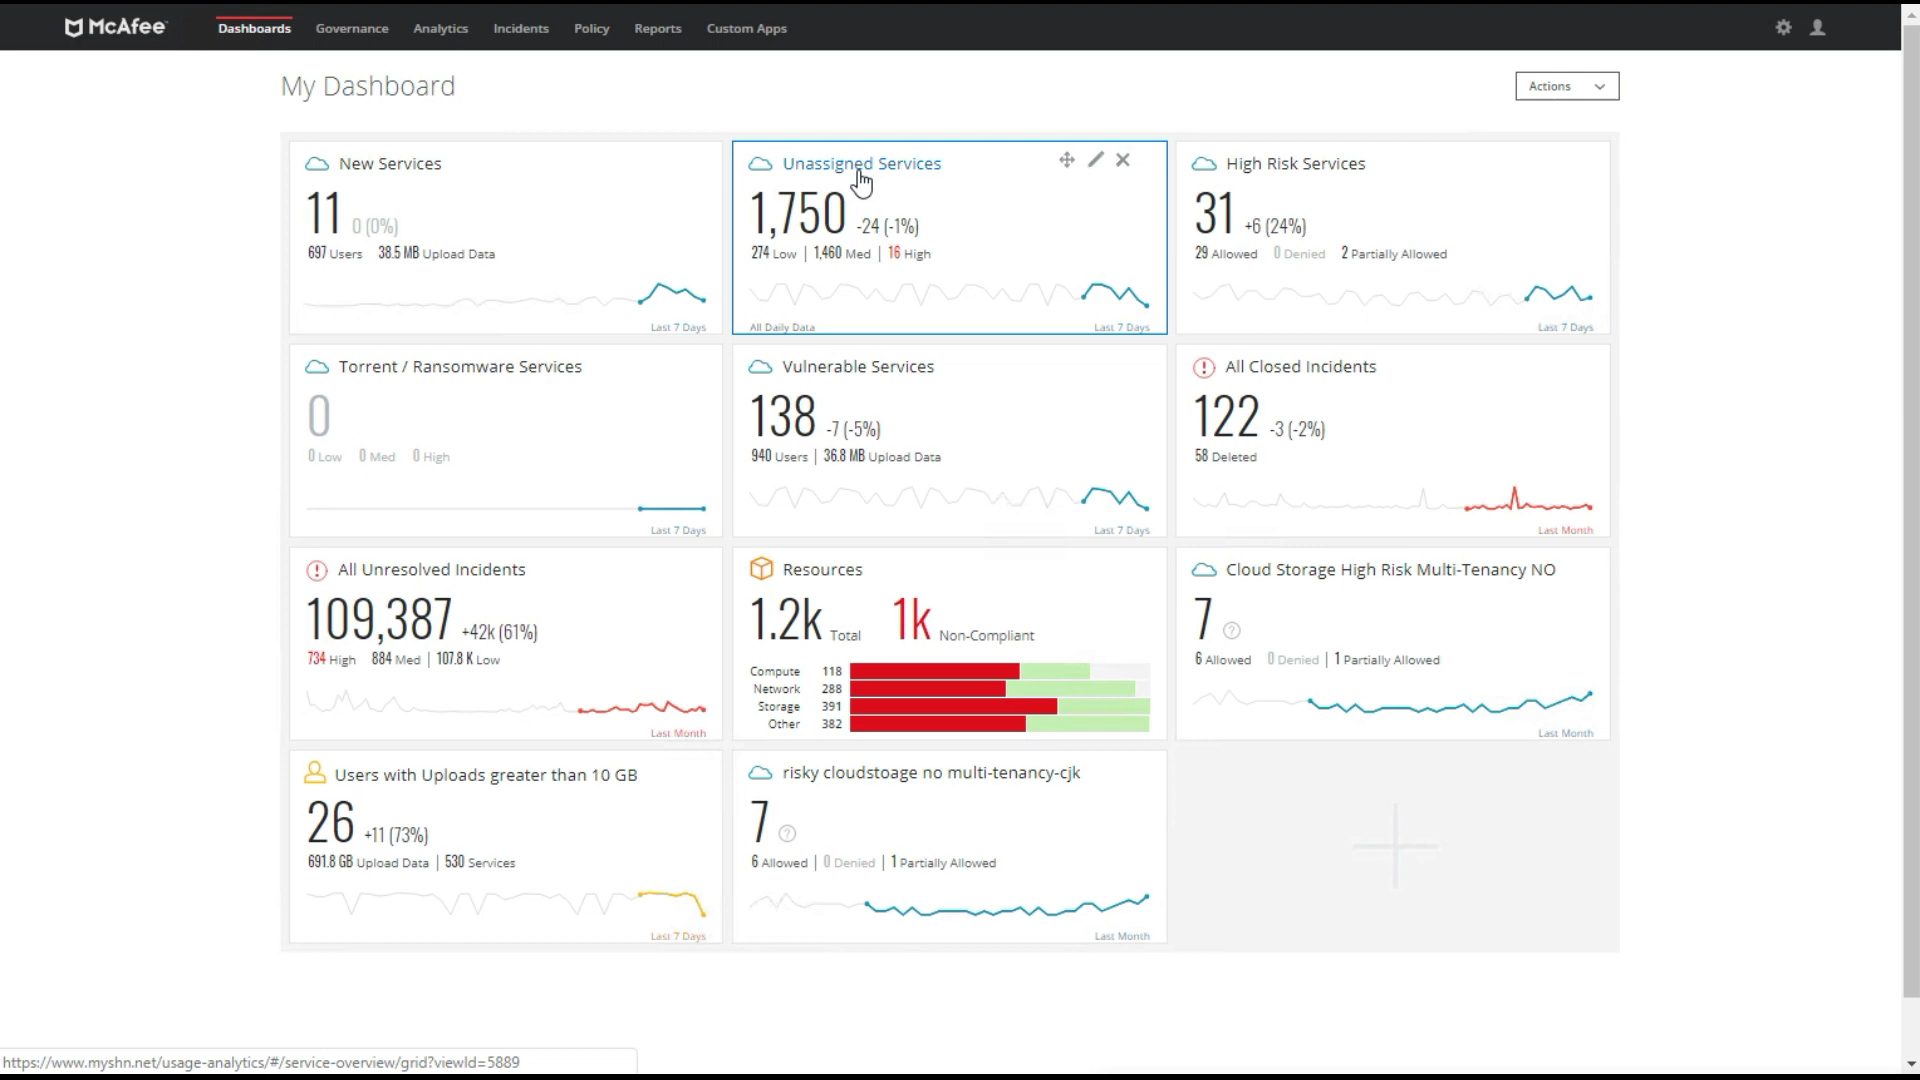 McAfee
Dashboards Governance Analytics Incidents Policy Reports Custom Apps
My Dashboard
Actions
New Services
11 0 (0%)
697 Users 38.5 MB Upload Data
Last 7 Days
Unassigned Services
1,750 -24 (-1%)
274 Low | 1,460 Med | 16 High
All Daily Data Last 7 Days
High Risk Services
31 +6 (24%)
29 Allowed 0 Denied 2 Partially Allowed
Last 7 Days
Torrent / Ransomware Services
0
0 Low 0 Med 0 High
Last 7 Days
Vulnerable Services
138 -7 (-5%)
940 Users | 36.8 MB Upload Data
Last 7 Days
All Closed Incidents
122 -3 (-2%)
58 Deleted
Last Month
All Unresolved Incidents
109,387 +42k (61%)
734 High 884 Med | 107.8 K Low
Last Month
Resources
1.2k Total 1k Non-Compliant
Compute 118
Network 288
Storage 391
Other 382
Cloud Storage High Risk Multi-Tenancy NO
7 ?
6 Allowed 0 Denied | 1 Partially Allowed
Last Month
Users with Uploads greater than 10 GB
26 +11 (73%)
691.8 GB Upload Data | 530 Services
Last 7 Days
risky cloudstoage no multi-tenancy-cjk
7 ?
6 Allowed | 0 Denied | 1 Partially Allowed
Last Month
https://www.myshn.net/usage-analytics/#/service-overview/grid?viewId=5889